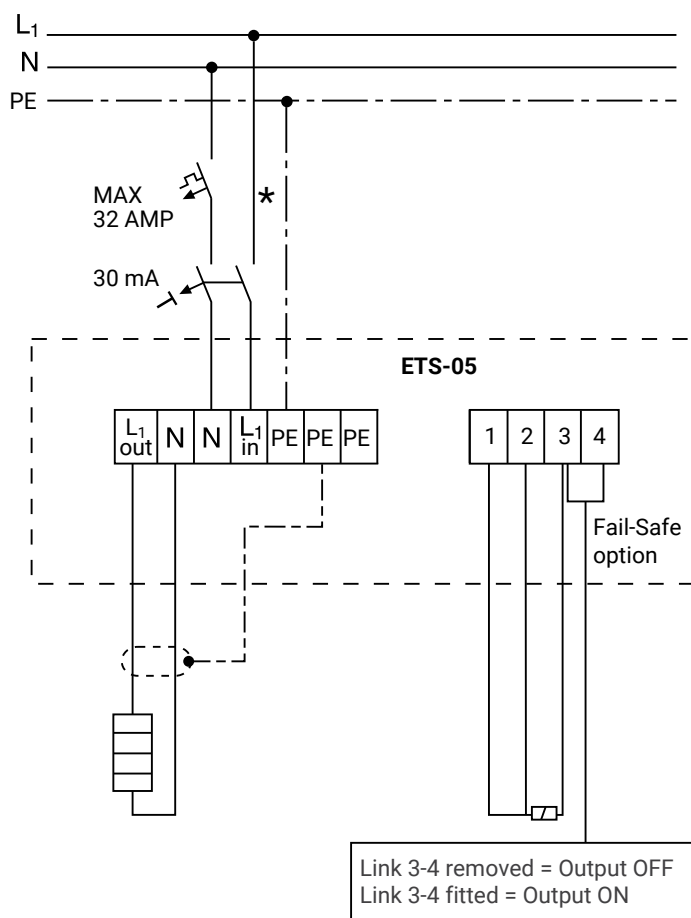 L₁
N
PE
MAX
32 AMP
*
30 mA
ETS-05
L₁ out N N L₁ in PE PE PE
1 2 3 4
Fail-Safe
option
Link 3-4 removed = Output OFF
Link 3-4 fitted = Output ON